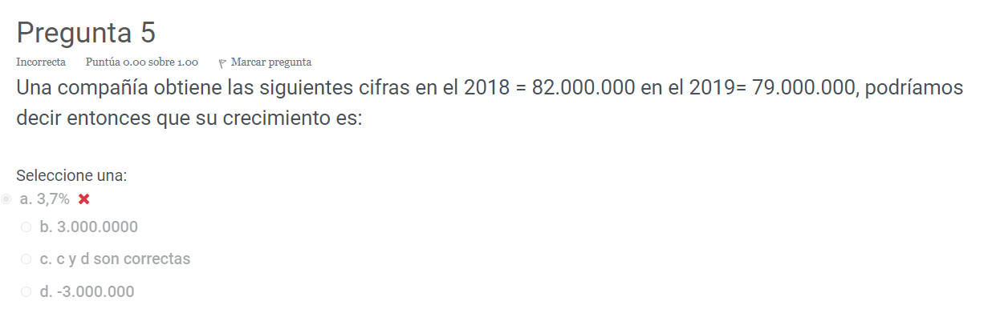 Pregunta 5
Incorrecta Puntúa 0.00 sobre 1.00 Marcar pregunta
Una compañía obtiene las siguientes cifras en el 2018 = 82.000.000 en el 2019= 79.000.000, podríamos
decir entonces que su crecimiento es:
Seleccione una:
a. 3,7%
b. 3.000.0000
c. c y d son correctas
d. -3.000.000